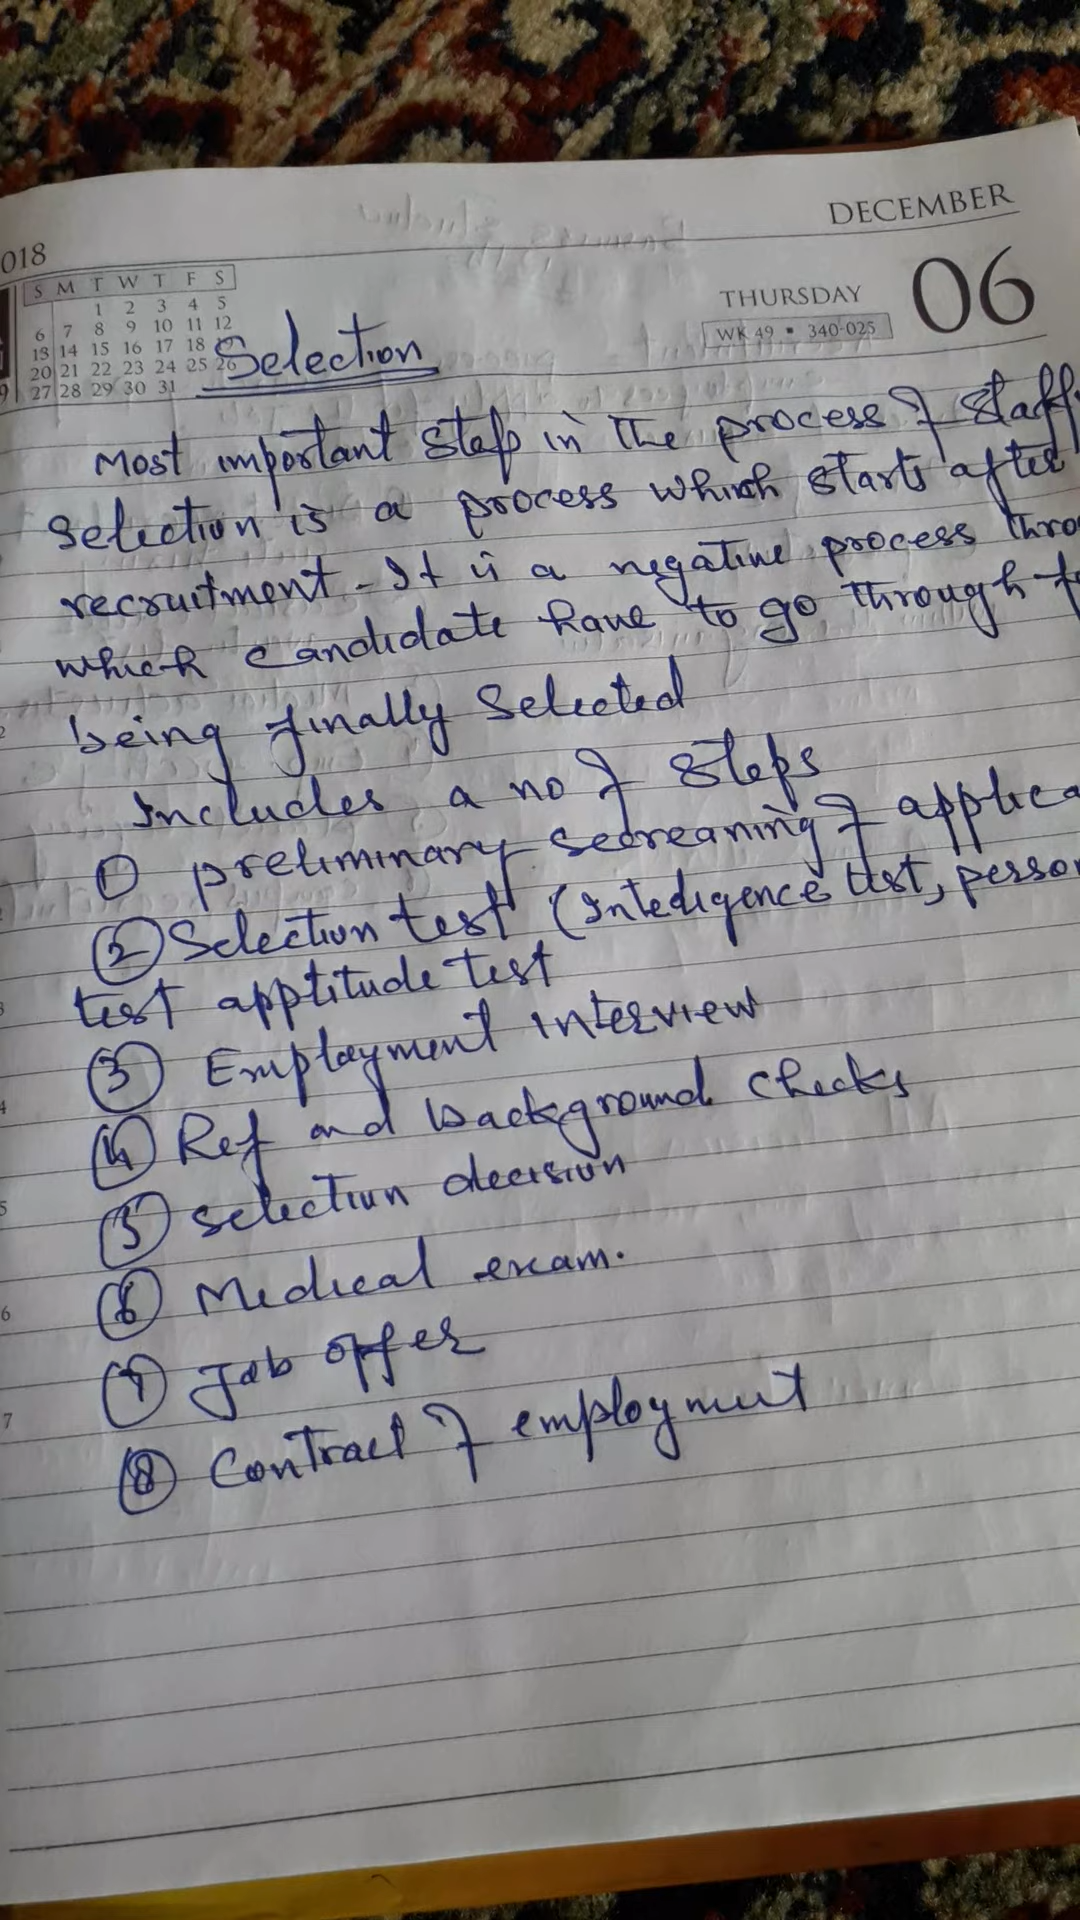 DECEMBER
018
S M T W T F S
1 2 3 4 5
6 7 8 9 10 11 12
13 14 15 16 17 18
20 21 22 23 24 25 26
27 28 29 30 31
9
THURSDAY 06
WK 49 • 340-025
Selection
Most important step in the process of Staff
Selection is a process which starts after
recruitment. It is a negative process thro
which candidate have to go through f
being finally Selected
Includes a no of steps
① preliminary secreaning of applica
② Selection test (Intelligence test, person
test apptitude test
③ Employment interview
④ Ref and background checks
⑤ selection decision
⑥ Medical exam.
⑦ Job offer
⑧ Contract of employment